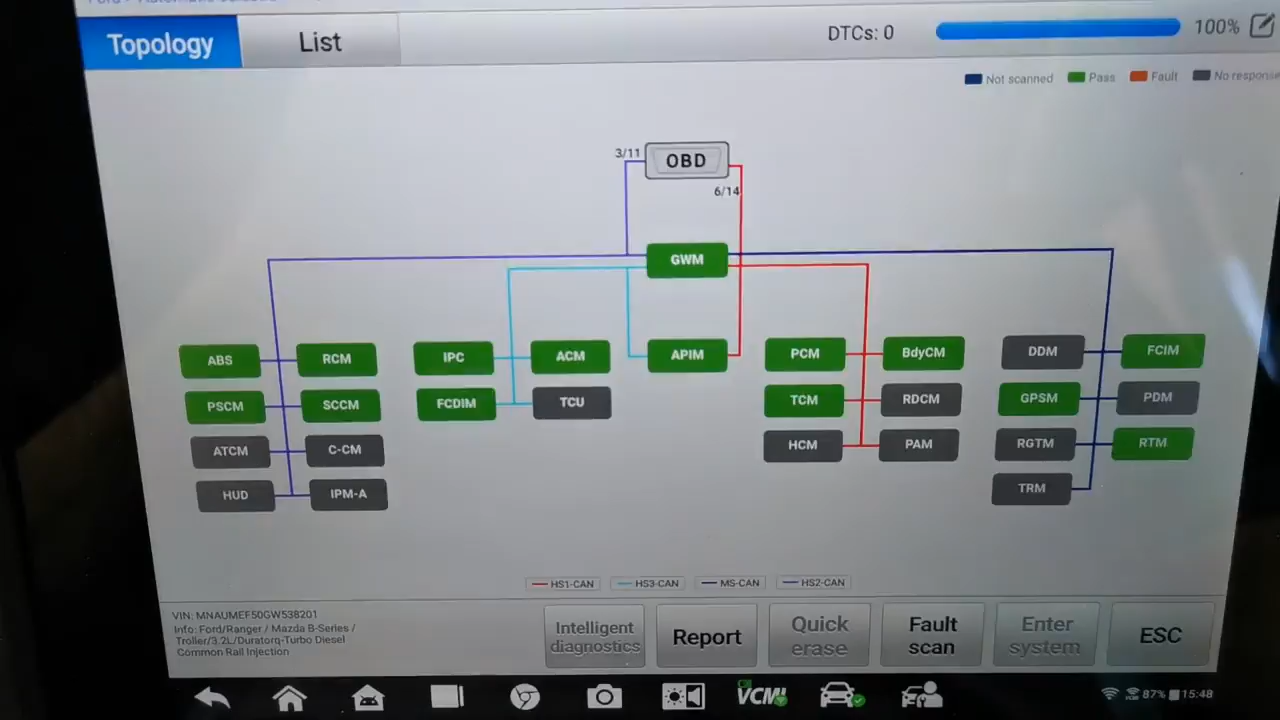 Topology
List
DTCs: 0
100%
Not scanned
Pass
Fault
No response
3/11
OBD
6/14
GWM
ABS
RCM
IPC
ACM
APIM
PCM
BdyCM
DDM
FCIM
PSCM
SCCM
FCDIM
TCU
TCM
RDCM
GPSM
PDM
ATCM
C-CM
HCM
PAM
RGTM
RTM
HUD
IPM-A
TRM
HS1-CAN
HS3-CAN
MS-CAN
HS2-CAN
VIN: MNAUMEF50GW538201
Info: Ford/Ranger / Mazda B-Series /
Troller/3.2L/Duratorq-Turbo Diesel
Common Rail Injection
Intelligent
diagnostics
Report
Quick
erase
Fault
scan
Enter
system
ESC
VCMI
87%
15:48